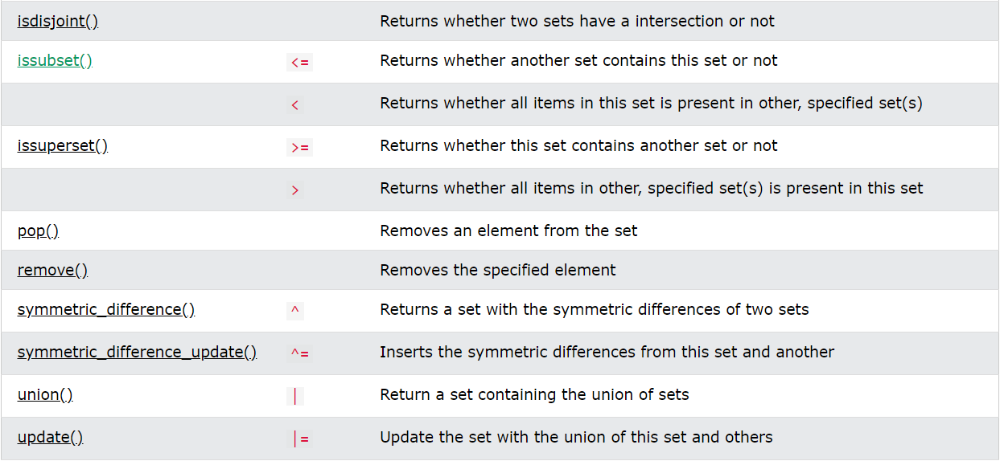 isdisjoint() Returns whether two sets have a intersection or not
issubset() <= Returns whether another set contains this set or not
< Returns whether all items in this set is present in other, specified set(s)
issuperset() >= Returns whether this set contains another set or not
> Returns whether all items in other, specified set(s) is present in this set
pop() Removes an element from the set
remove() Removes the specified element
symmetric_difference() ^ Returns a set with the symmetric differences of two sets
symmetric_difference_update() ^= Inserts the symmetric differences from this set and another
union() | Return a set containing the union of sets
update() |= Update the set with the union of this set and others